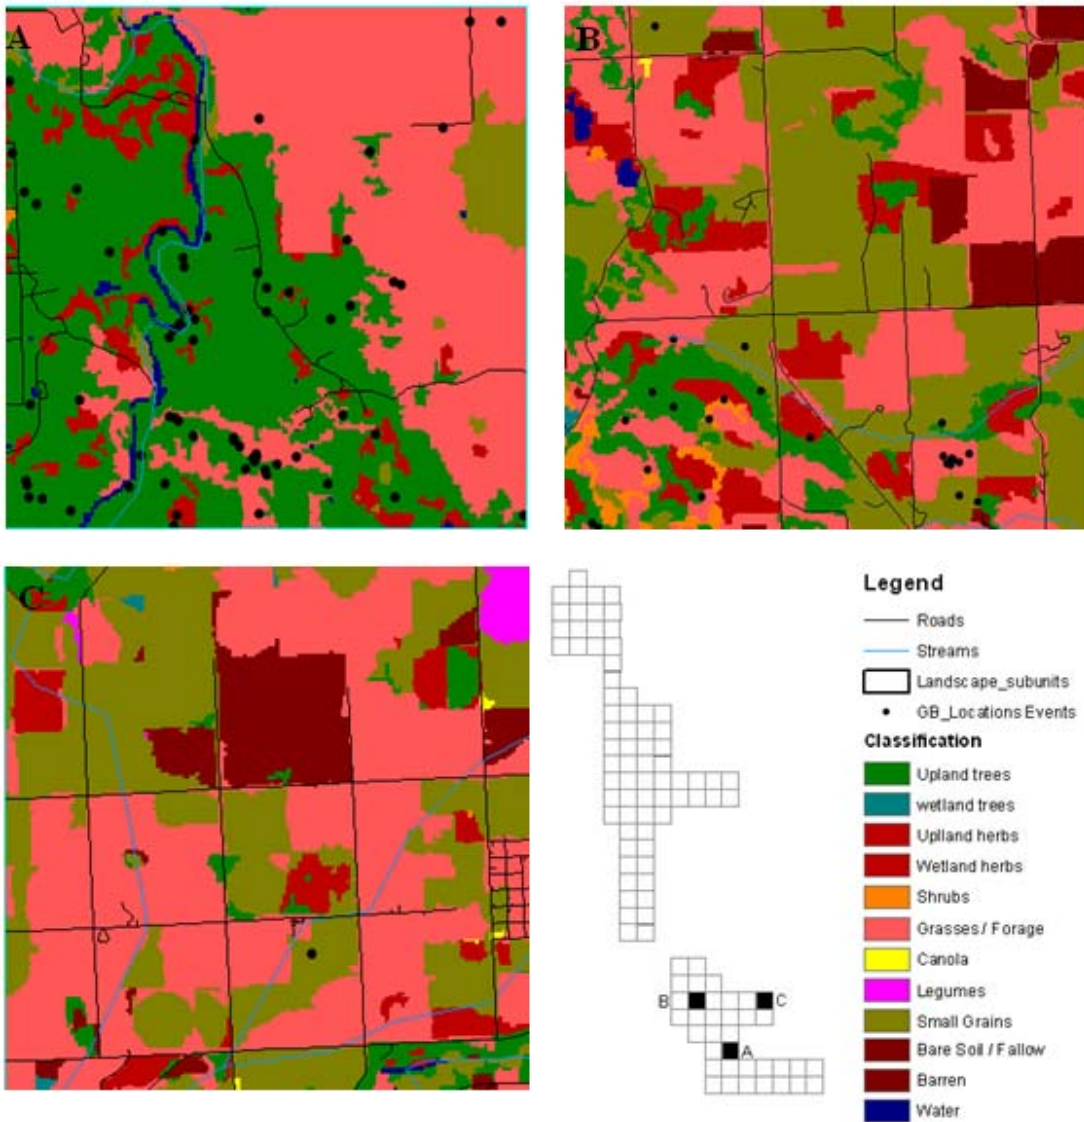 A
B
C
B
C
A
Legend
Roads
Streams
Landscape_subunits
GB_Locations Events
Classification
Upland trees
wetland trees
Uplland herbs
Wetland herbs
Shrubs
Grasses / Forage
Canola
Legumes
Small Grains
Bare Soil / Fallow
Barren
Water